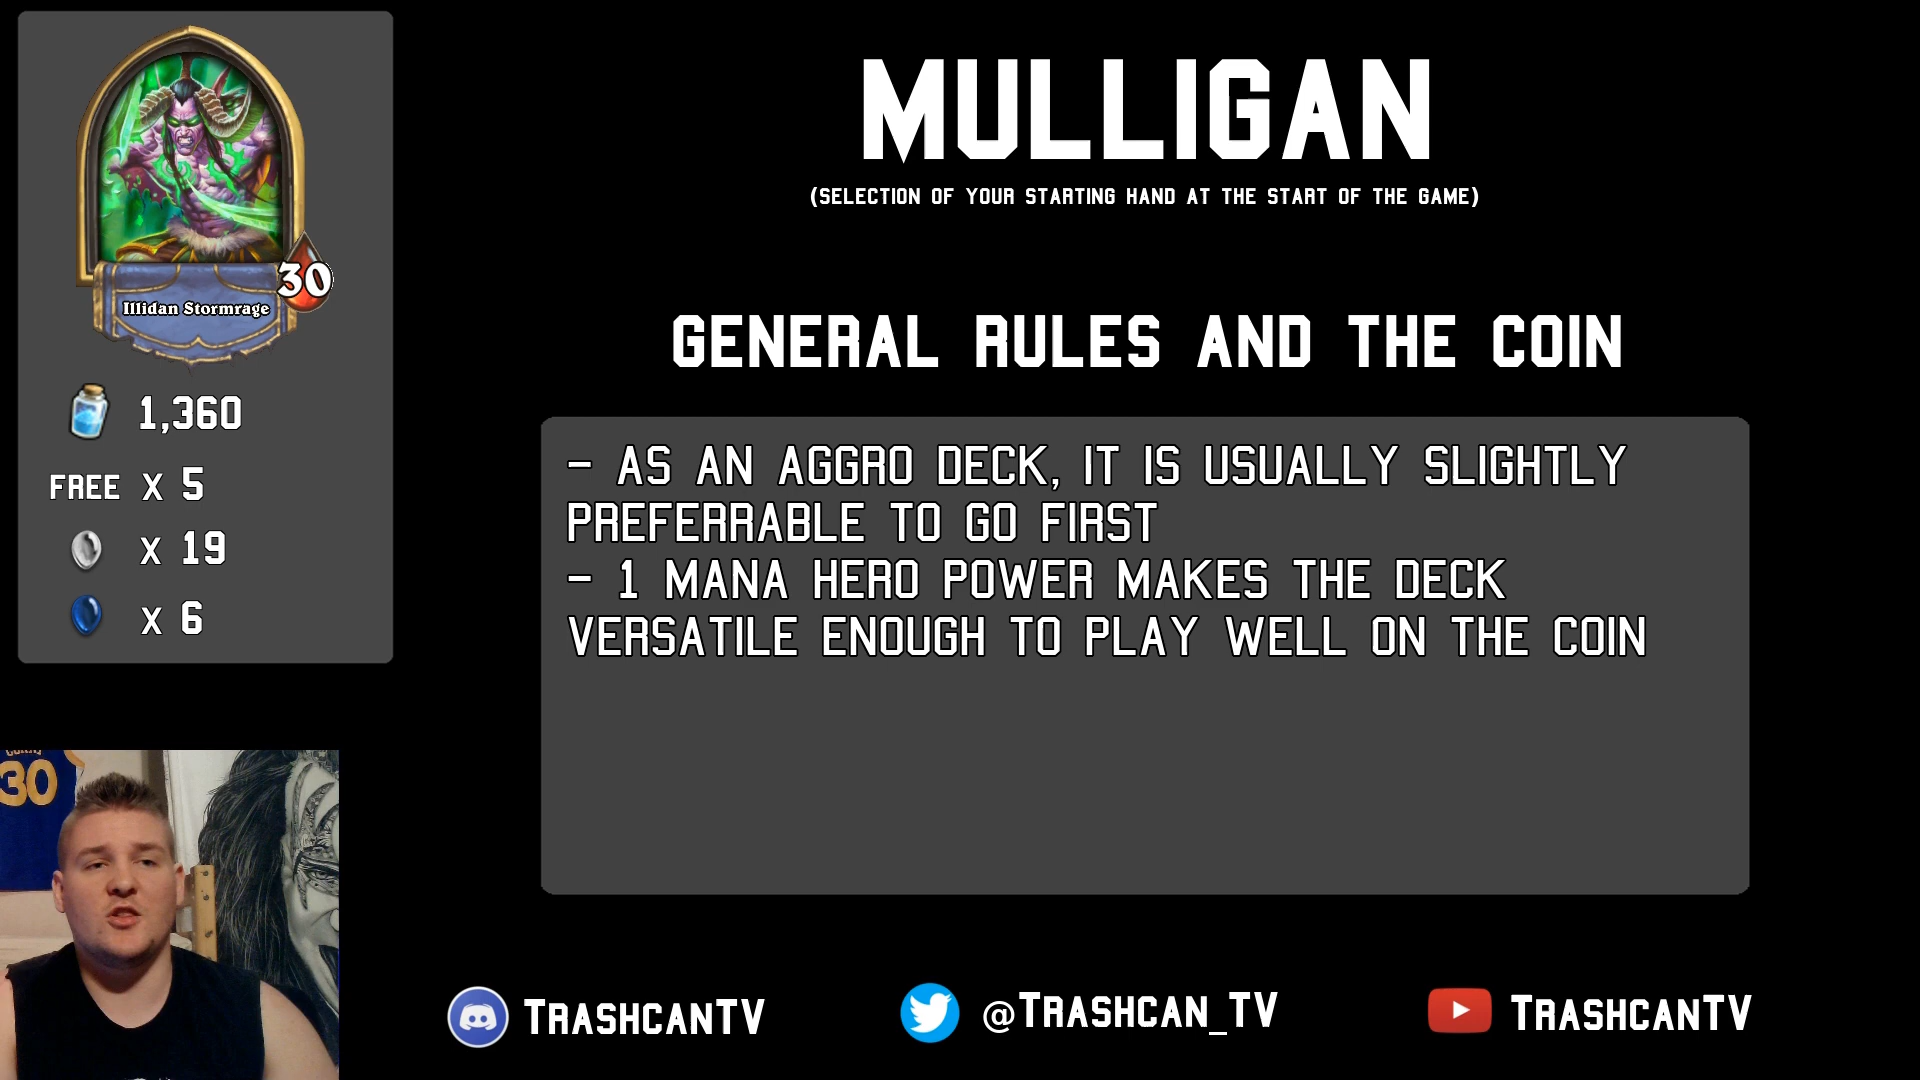 MULLIGAN
(SELECTION OF YOUR STARTING HAND AT THE START OF THE GAME)
30
Illidan Stormrage
GENERAL RULES AND THE COIN
1,360
FREE X 5
X 19
X 6
- AS AN AGGRO DECK, IT IS USUALLY SLIGHTLY
PREFERRABLE TO GO FIRST
- 1 MANA HERO POWER MAKES THE DECK
VERSATILE ENOUGH TO PLAY WELL ON THE COIN
30
TRASHCANTV
@TRASHCAN_TV
TRASHCANTV